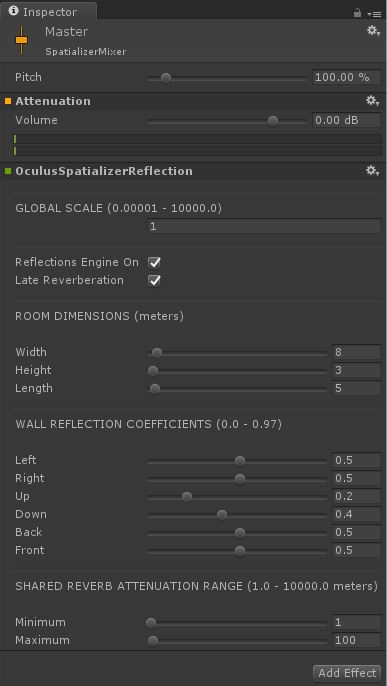 Inspector
Master
SpatializerMixer
Pitch 100.00 %
Attenuation
Volume 0.00 dB
OculusSpatializerReflection
GLOBAL SCALE (0.00001 - 10000.0)
1
Reflections Engine On
Late Reverberation
ROOM DIMENSIONS (meters)
Width 8
Height 3
Length 5
WALL REFLECTION COEFFICIENTS (0.0 - 0.97)
Left 0.5
Right 0.5
Up 0.2
Down 0.4
Back 0.5
Front 0.5
SHARED REVERB ATTENUATION RANGE (1.0 - 10000.0 meters)
Minimum 1
Maximum 100
Add Effect